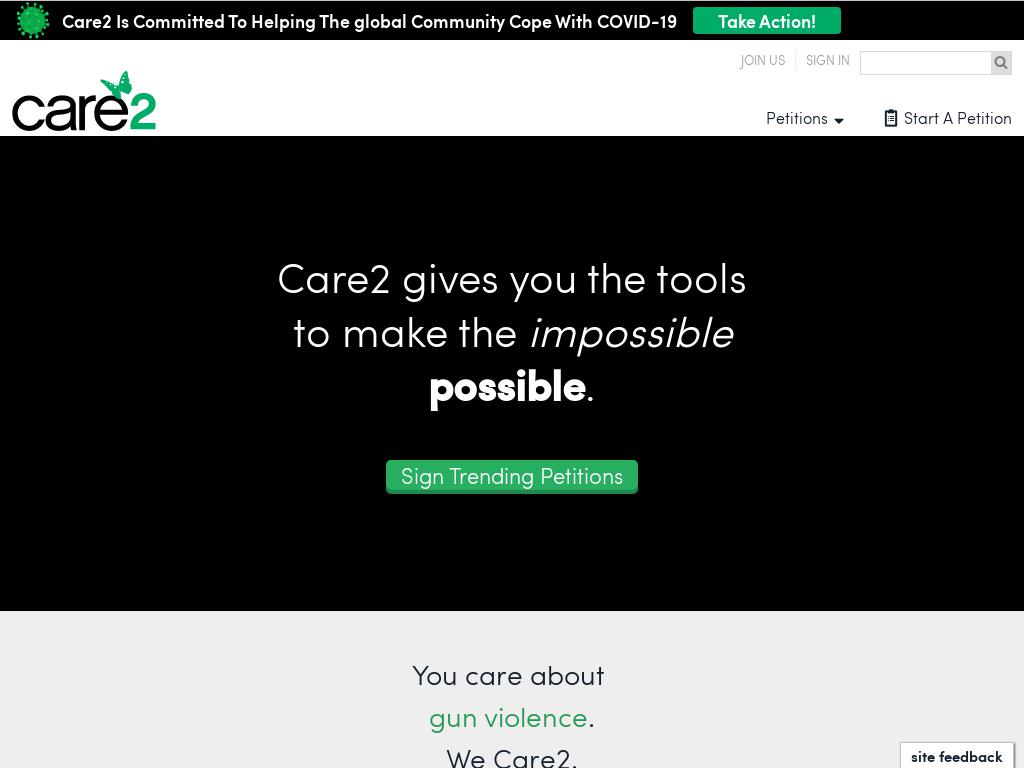 Care2 Is Committed To Helping The global Community Cope With COVID-19
Take Action!
JOIN US
SIGN IN
care2
Petitions
Start A Petition
Care2 gives you the tools
to make the impossible
possible.
Sign Trending Petitions
You care about
gun violence.
We Care2.
site feedback